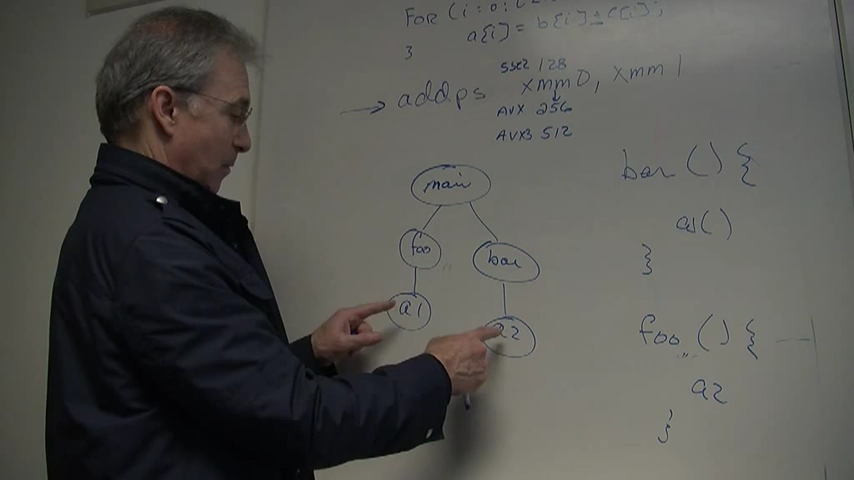 FOR (i=0;
a[i] = b[i] + c[i];
}
SSE2 128
→ addps xmm0, xmm1
AVX 256
AVX3 512
main
foo
bar
a1
a2
bar () {
( )
}
foo () {
a2
}